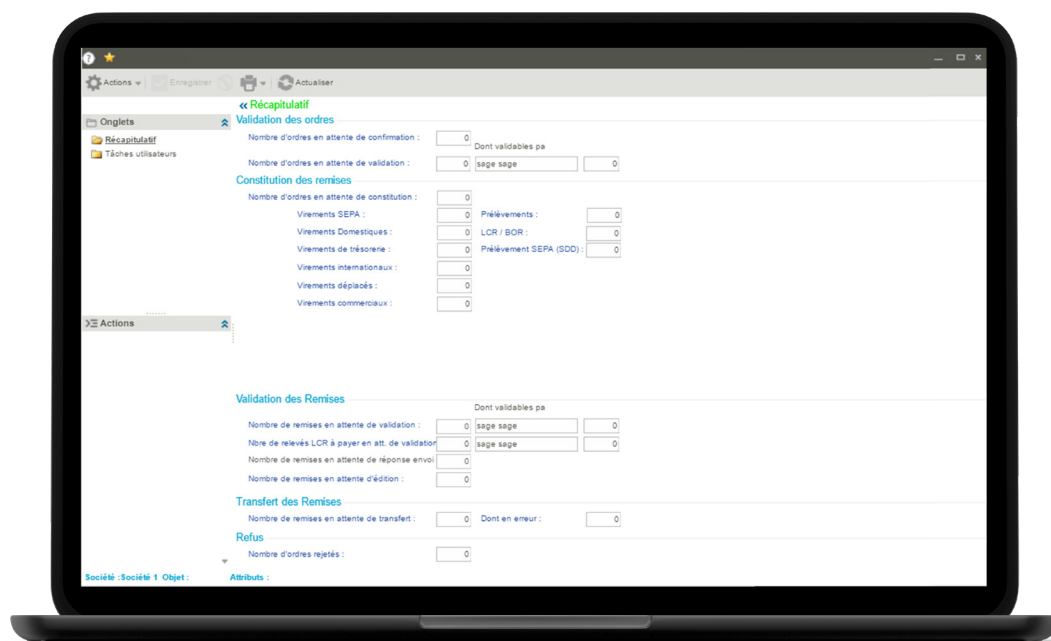 ?
Actions Enregistrer Actualiser
« Récapitulatif
Onglets
Récapitulatif
Tâches utilisateurs
Actions
Validation des ordres
Nombre d'ordres en attente de confirmation : 0
Dont validables pa
Nombre d'ordres en attente de validation : 0 sage sage 0
Constitution des remises
Nombre d'ordres en attente de constitution : 0
Virements SEPA : 0 Prélèvements : 0
Virements Domestiques : 0 LCR / BOR : 0
Virements de trésorerie : 0 Prélèvement SEPA (SDD) : 0
Virements internationaux : 0
Virements déplacés : 0
Virements commerciaux : 0
Validation des Remises
Dont validables pa
Nombre de remises en attente de validation : 0 sage sage 0
Nbre de relevés LCR à payer en att. de validation 0 sage sage 0
Nombre de remises en attente de réponse envoi 0
Nombre de remises en attente d'édition : 0
Transfert des Remises
Nombre de remises en attente de transfert : 0 Dont en erreur : 0
Refus
Nombre d'ordres rejetés : 0
Société :Société 1 Objet : Attributs :